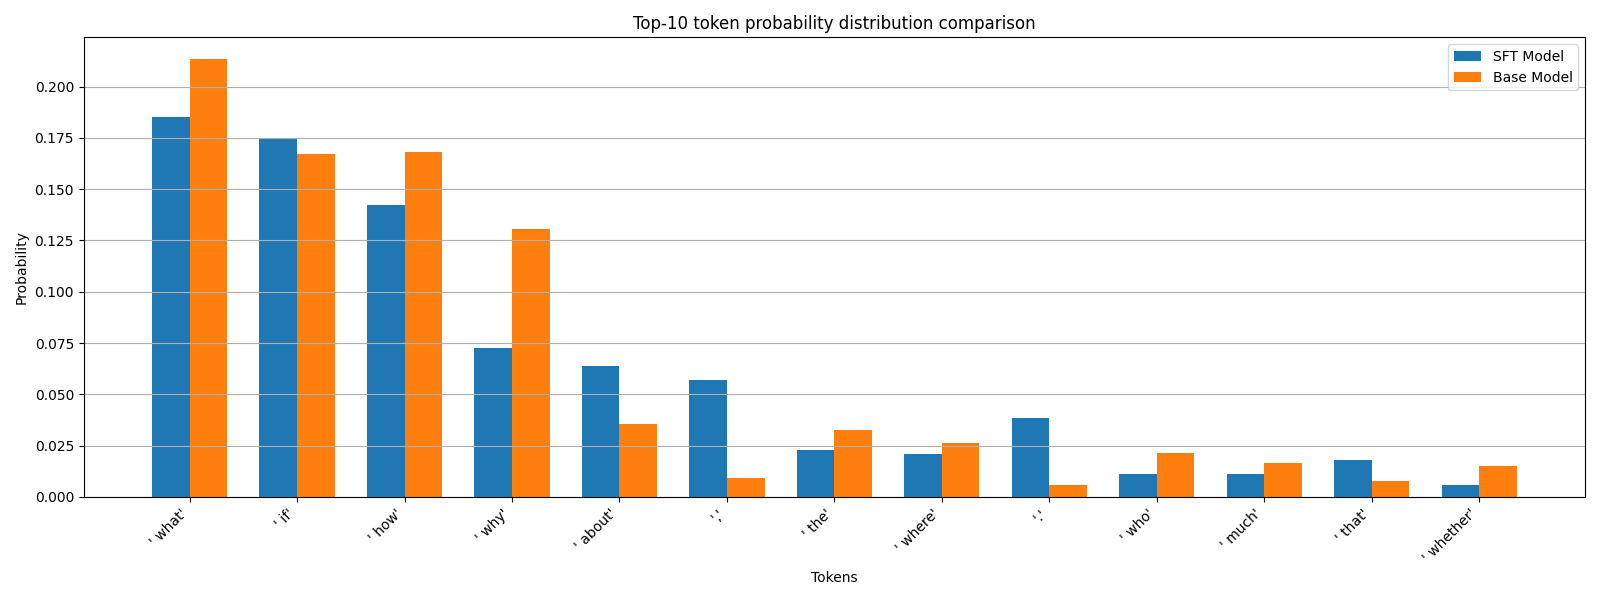 Top-10 token probability distribution comparison
SFT Model
Base Model
0.200
0.175
0.150
0.125
0.100
0.075
0.050
0.025
0.000
Probability
' what'
' if'
' how'
' why'
' about'
','
' the'
' where'
'.'
' who'
' much'
' that'
' whether'
Tokens